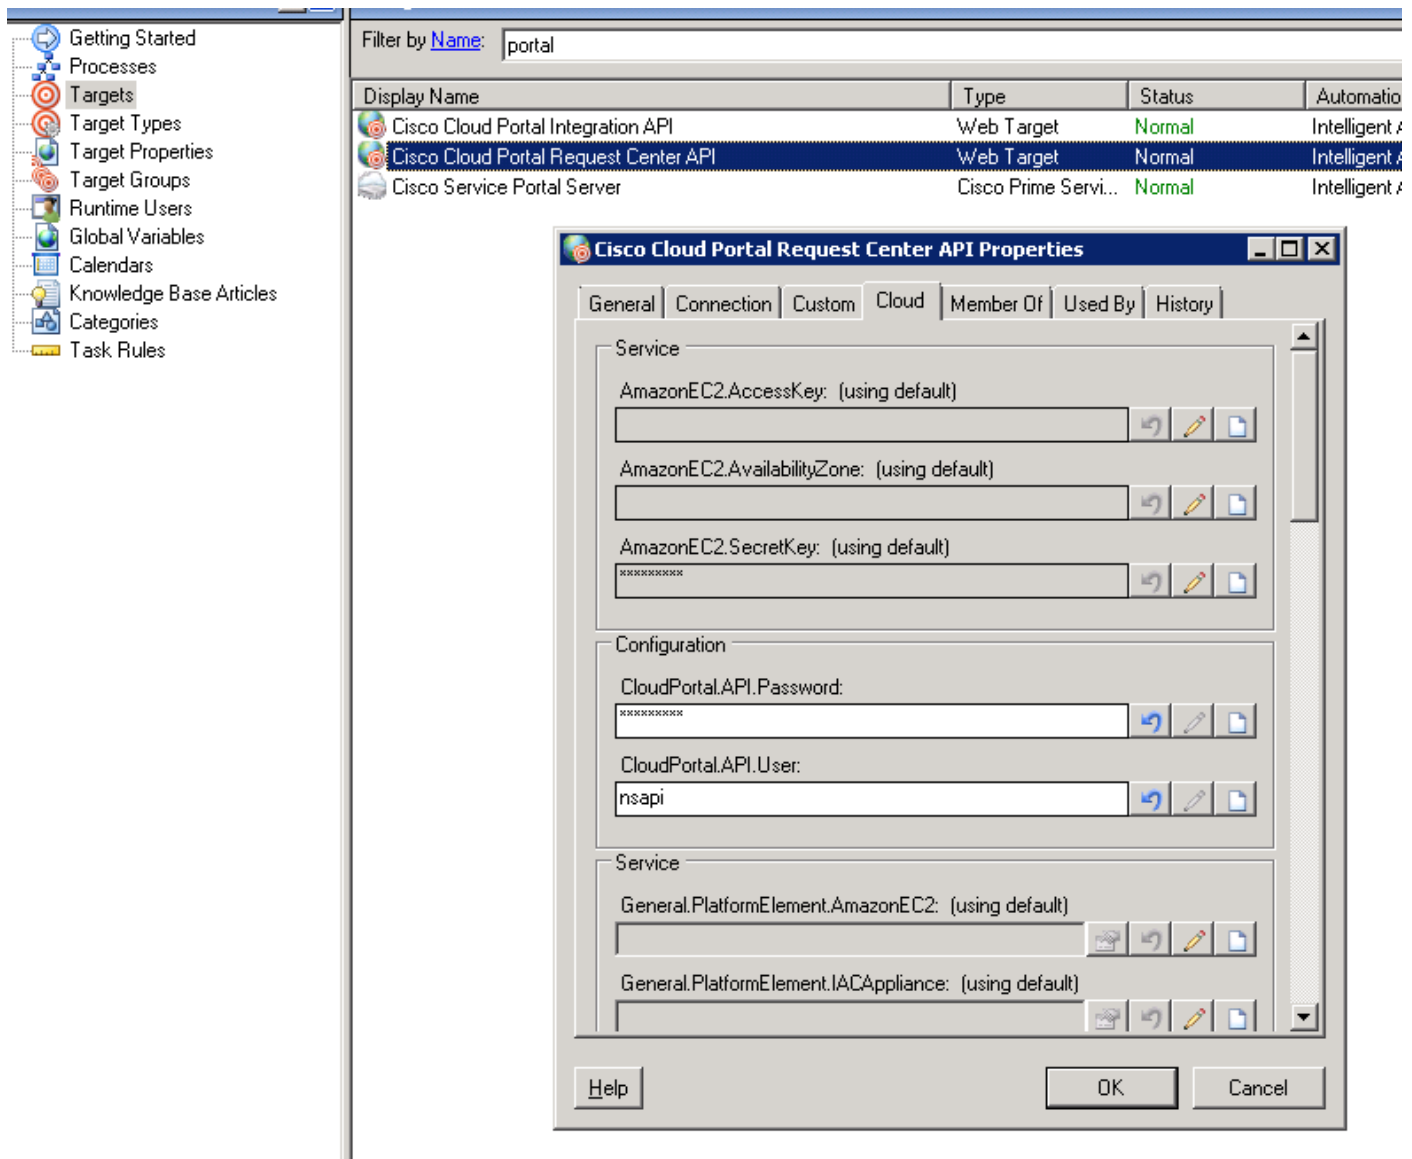 Getting Started
Processes
Targets
Target Types
Target Properties
Target Groups
Runtime Users
Global Variables
Calendars
Knowledge Base Articles
Categories
Task Rules
Filter by Name: portal
Display Name Type Status Automatio
Cisco Cloud Portal Integration API Web Target Normal Intelligent A
Cisco Cloud Portal Request Center API Web Target Normal Intelligent A
Cisco Service Portal Server Cisco Prime Servi... Normal Intelligent A
Cisco Cloud Portal Request Center API Properties
General Connection Custom Cloud Member Of Used By History
Service
AmazonEC2.AccessKey: (using default)
AmazonEC2.AvailabilityZone: (using default)
AmazonEC2.SecretKey: (using default)
*********
Configuration
CloudPortal.API.Password:
*********
CloudPortal.API.User:
nsapi
Service
General.PlatformElement.AmazonEC2: (using default)
General.PlatformElement.IACAppliance: (using default)
Help OK Cancel